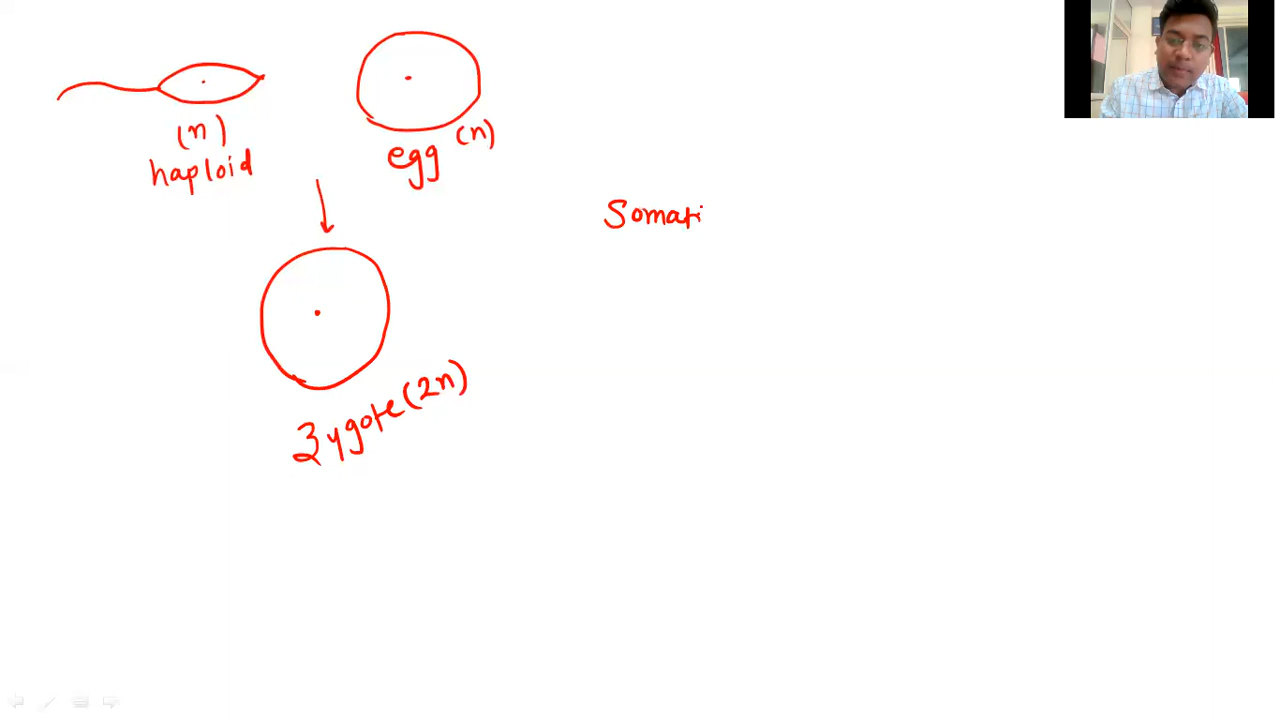 (n)
haploid
egg (n)
Somati
Zygote (2n)